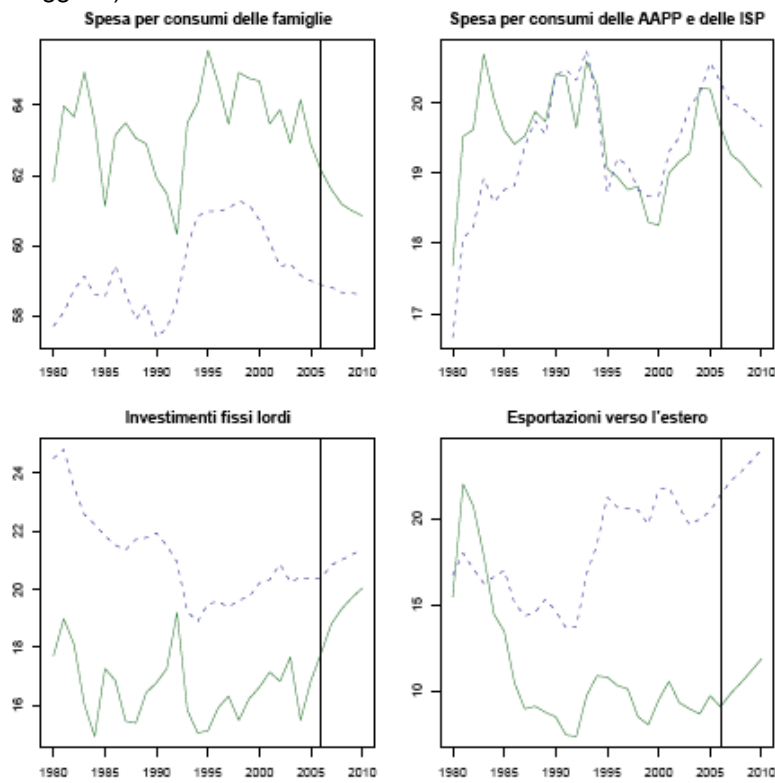 Spesa per consumi delle famiglie
64
62
60
58
1980 1985 1990 1995 2000 2005 2010
Spesa per consumi delle AAPP e delle ISP
20
19
18
17
1980 1985 1990 1995 2000 2005 2010
Investimenti fissi lordi
24
22
20
18
16
1980 1985 1990 1995 2000 2005 2010
Esportazioni verso l'estero
20
15
10
1980 1985 1990 1995 2000 2005 2010